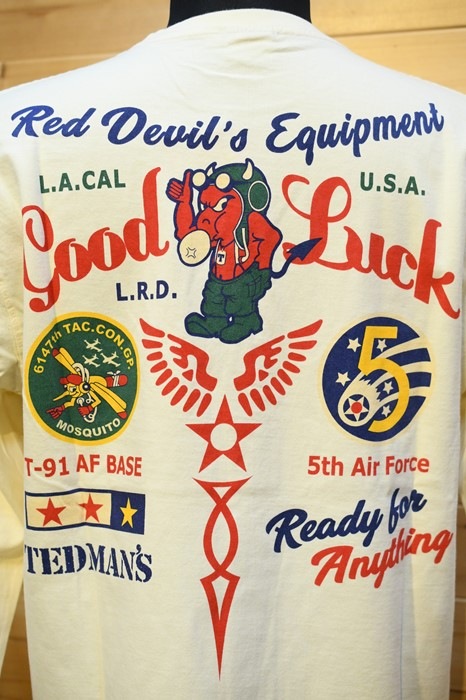 Red Devil's Equipment
L.A.CAL
U.S.A.
Good Luck
L.R.D.
6147th TAC.CON.GP.
MOSQUITO
5
T-91 AF BASE
5th Air Force
TEDMAN'S
Ready for
Anything